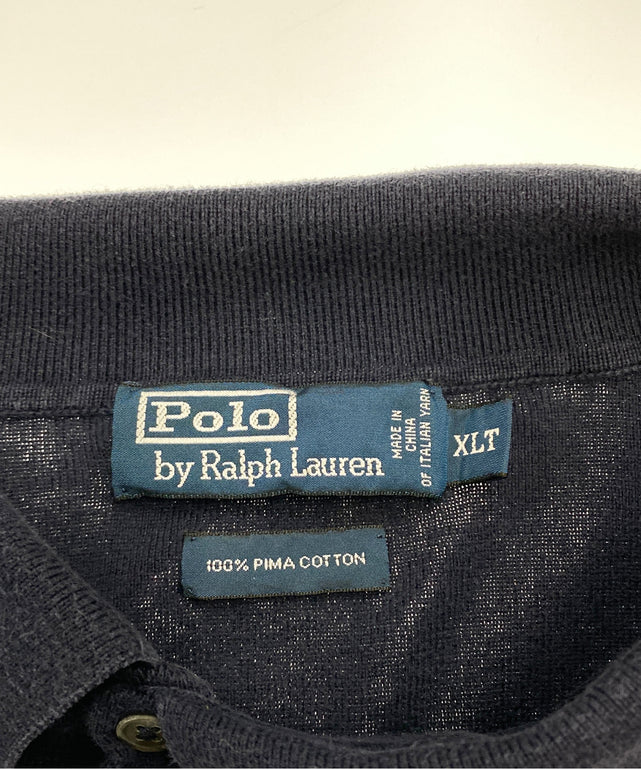 Polo
by Ralph Lauren
MADE IN
CHINA
OF ITALIAN YARN
XLT
100% PIMA COTTON